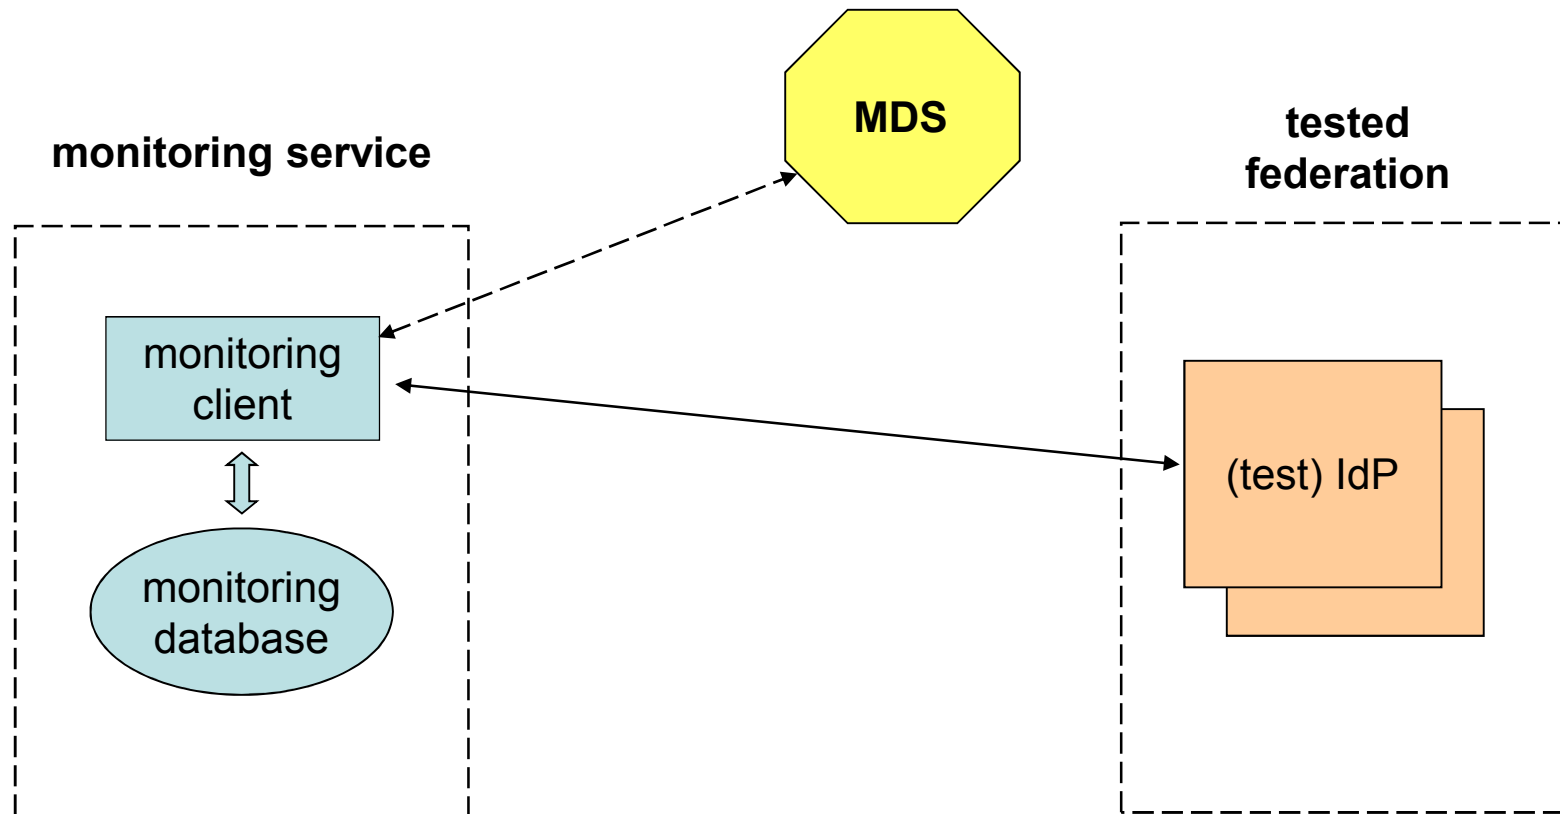 MDS
monitoring service
tested
federation
monitoring
client
(test) IdP
monitoring
database